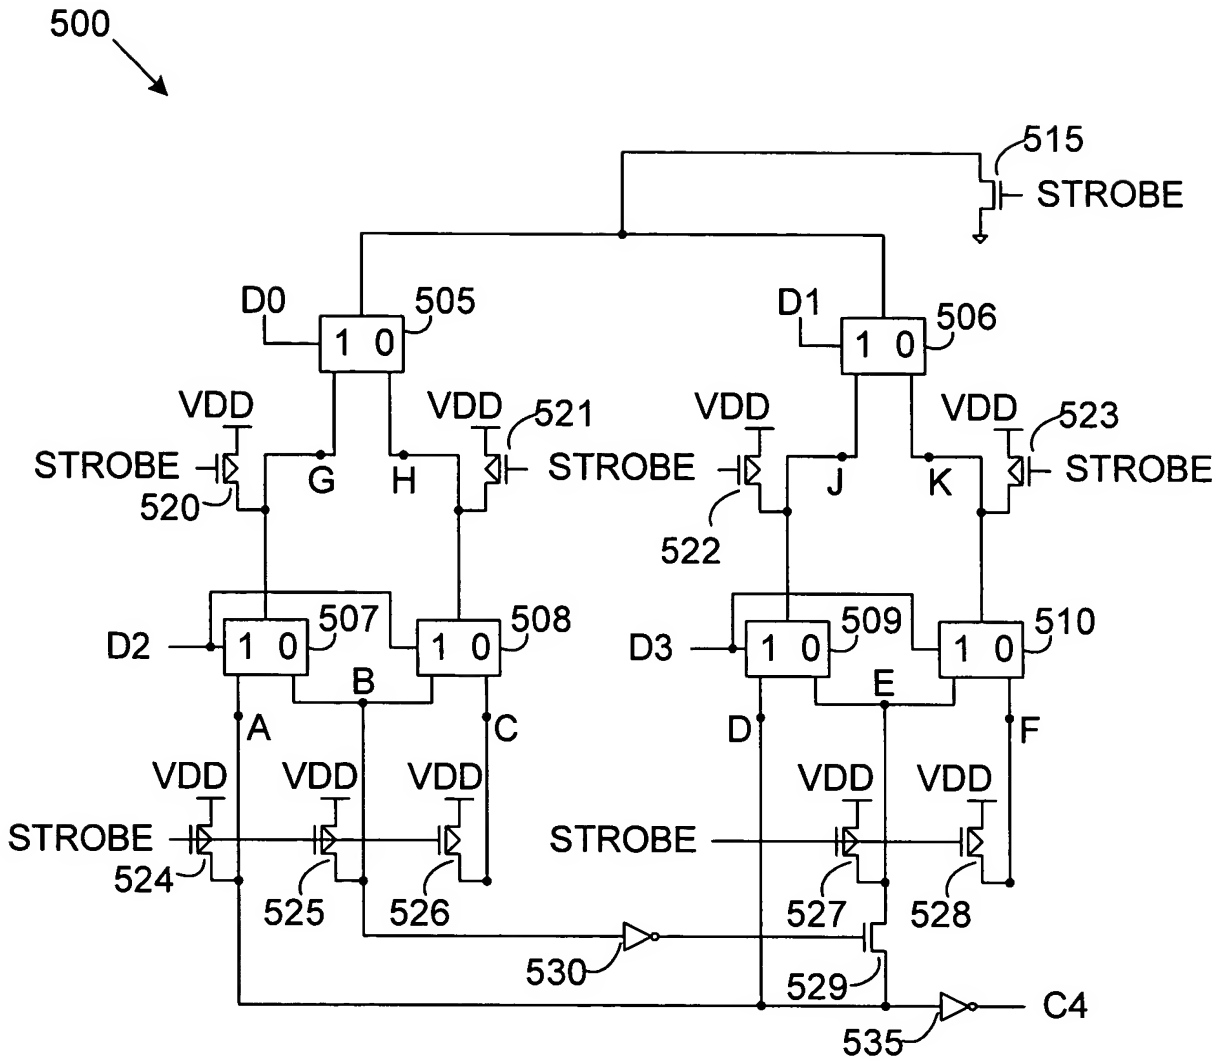 500
515
STROBE
D0
505
1 0
D1
506
1 0
VDD
STROBE
520
G
H
VDD
521
STROBE
VDD
522
J
K
VDD
523
STROBE
D2
507
1 0
508
1 0
D3
509
1 0
510
1 0
A
B
C
D
E
F
VDD
VDD
VDD
VDD
VDD
STROBE
524
525
526
STROBE
527
528
530
529
535
C4